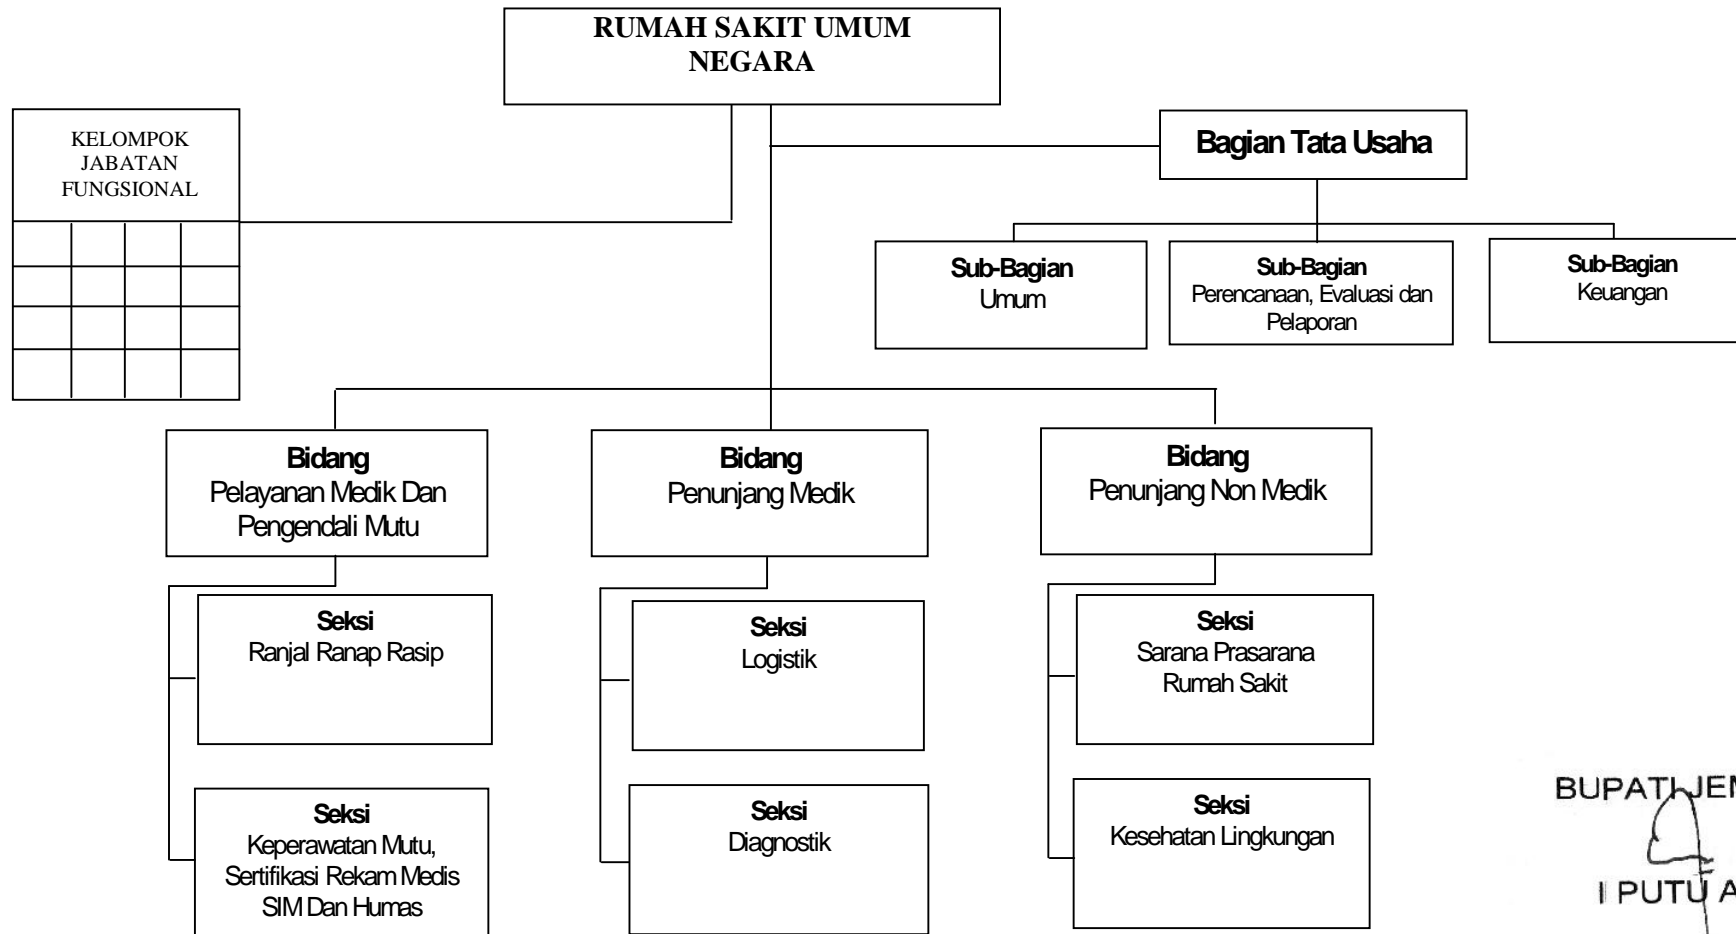 RUMAH SAKIT UMUM
NEGARA
KELOMPOK
JABATAN
FUNGSIONAL
Bagian Tata Usaha
Sub-Bagian
Umum
Sub-Bagian
Perencanaan, Evaluasi dan
Pelaporan
Sub-Bagian
Keuangan
Bidang
Pelayanan Medik Dan
Pengendali Mutu
Bidang
Penunjang Medik
Bidang
Penunjang Non Medik
Seksi
Ranjal Ranap Rasip
Seksi
Logistik
Seksi
Sarana Prasarana
Rumah Sakit
Seksi
Keperawatan Mutu,
Sertifikasi Rekam Medis
SIM Dan Humas
Seksi
Diagnostik
Seksi
Kesehatan Lingkungan
BUPATI
I PUTU